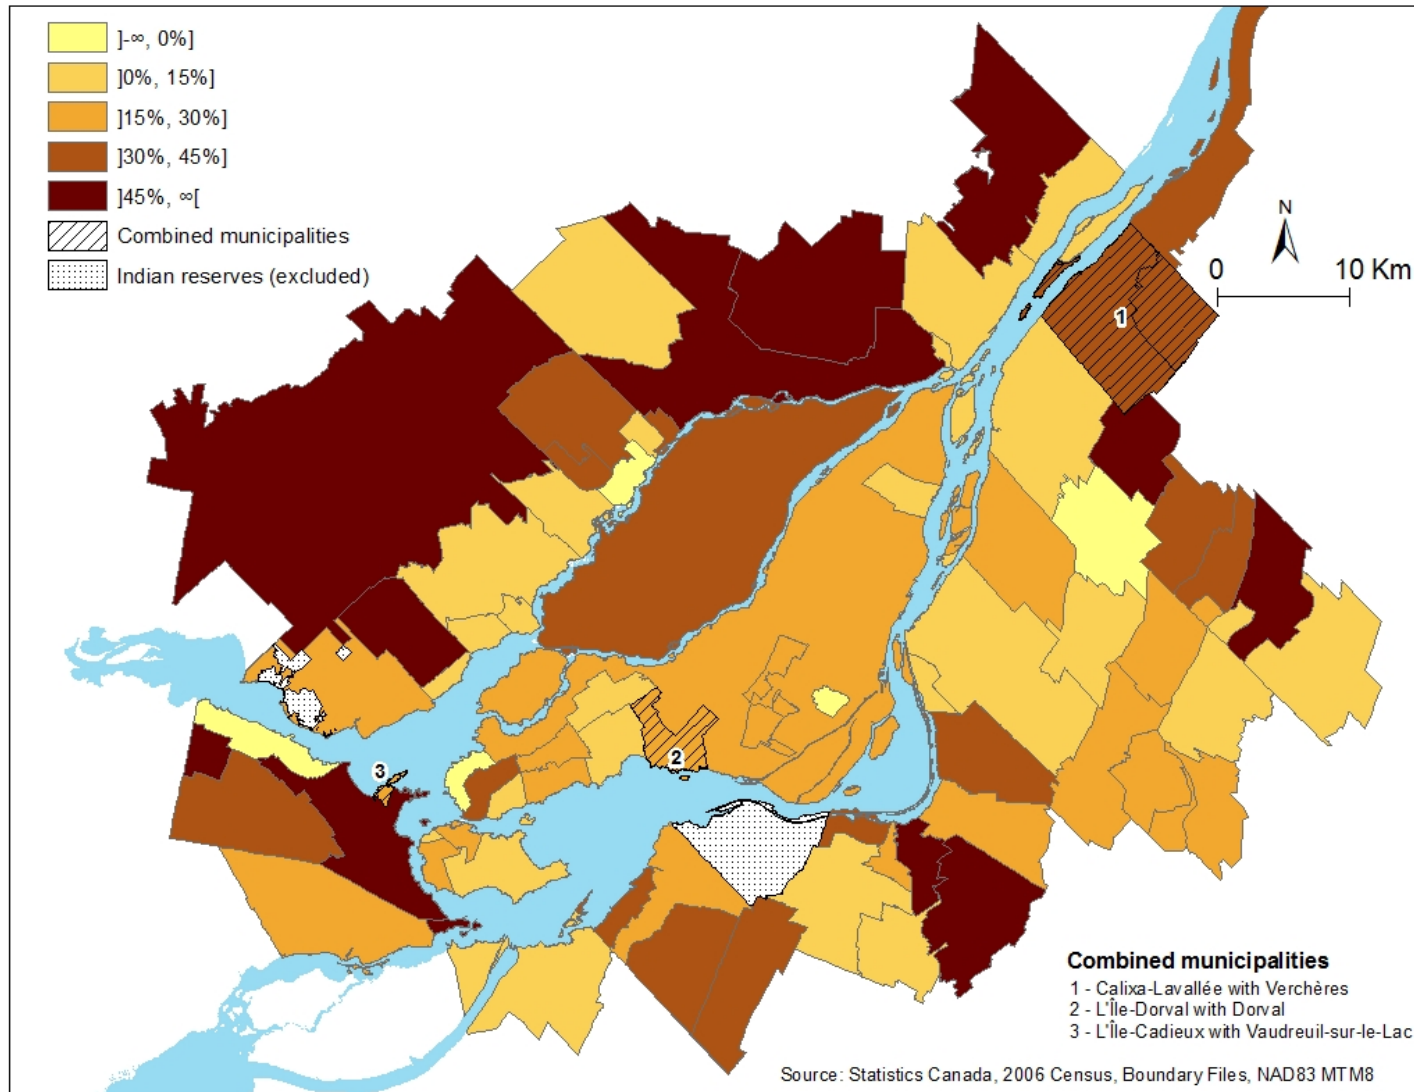 ]-∞, 0%]
]0%, 15%]
]15%, 30%]
]30%, 45%]
]45%, ∞[
Combined municipalities
Indian reserves (excluded)
N
0 10 Km
1
2
3
Combined municipalities
1 - Calixa-Lavallée with Verchères
2 - L'Île-Dorval with Dorval
3 - L'Île-Cadieux with Vaudreuil-sur-le-Lac
Source: Statistics Canada, 2006 Census, Boundary Files, NAD83 MTM8